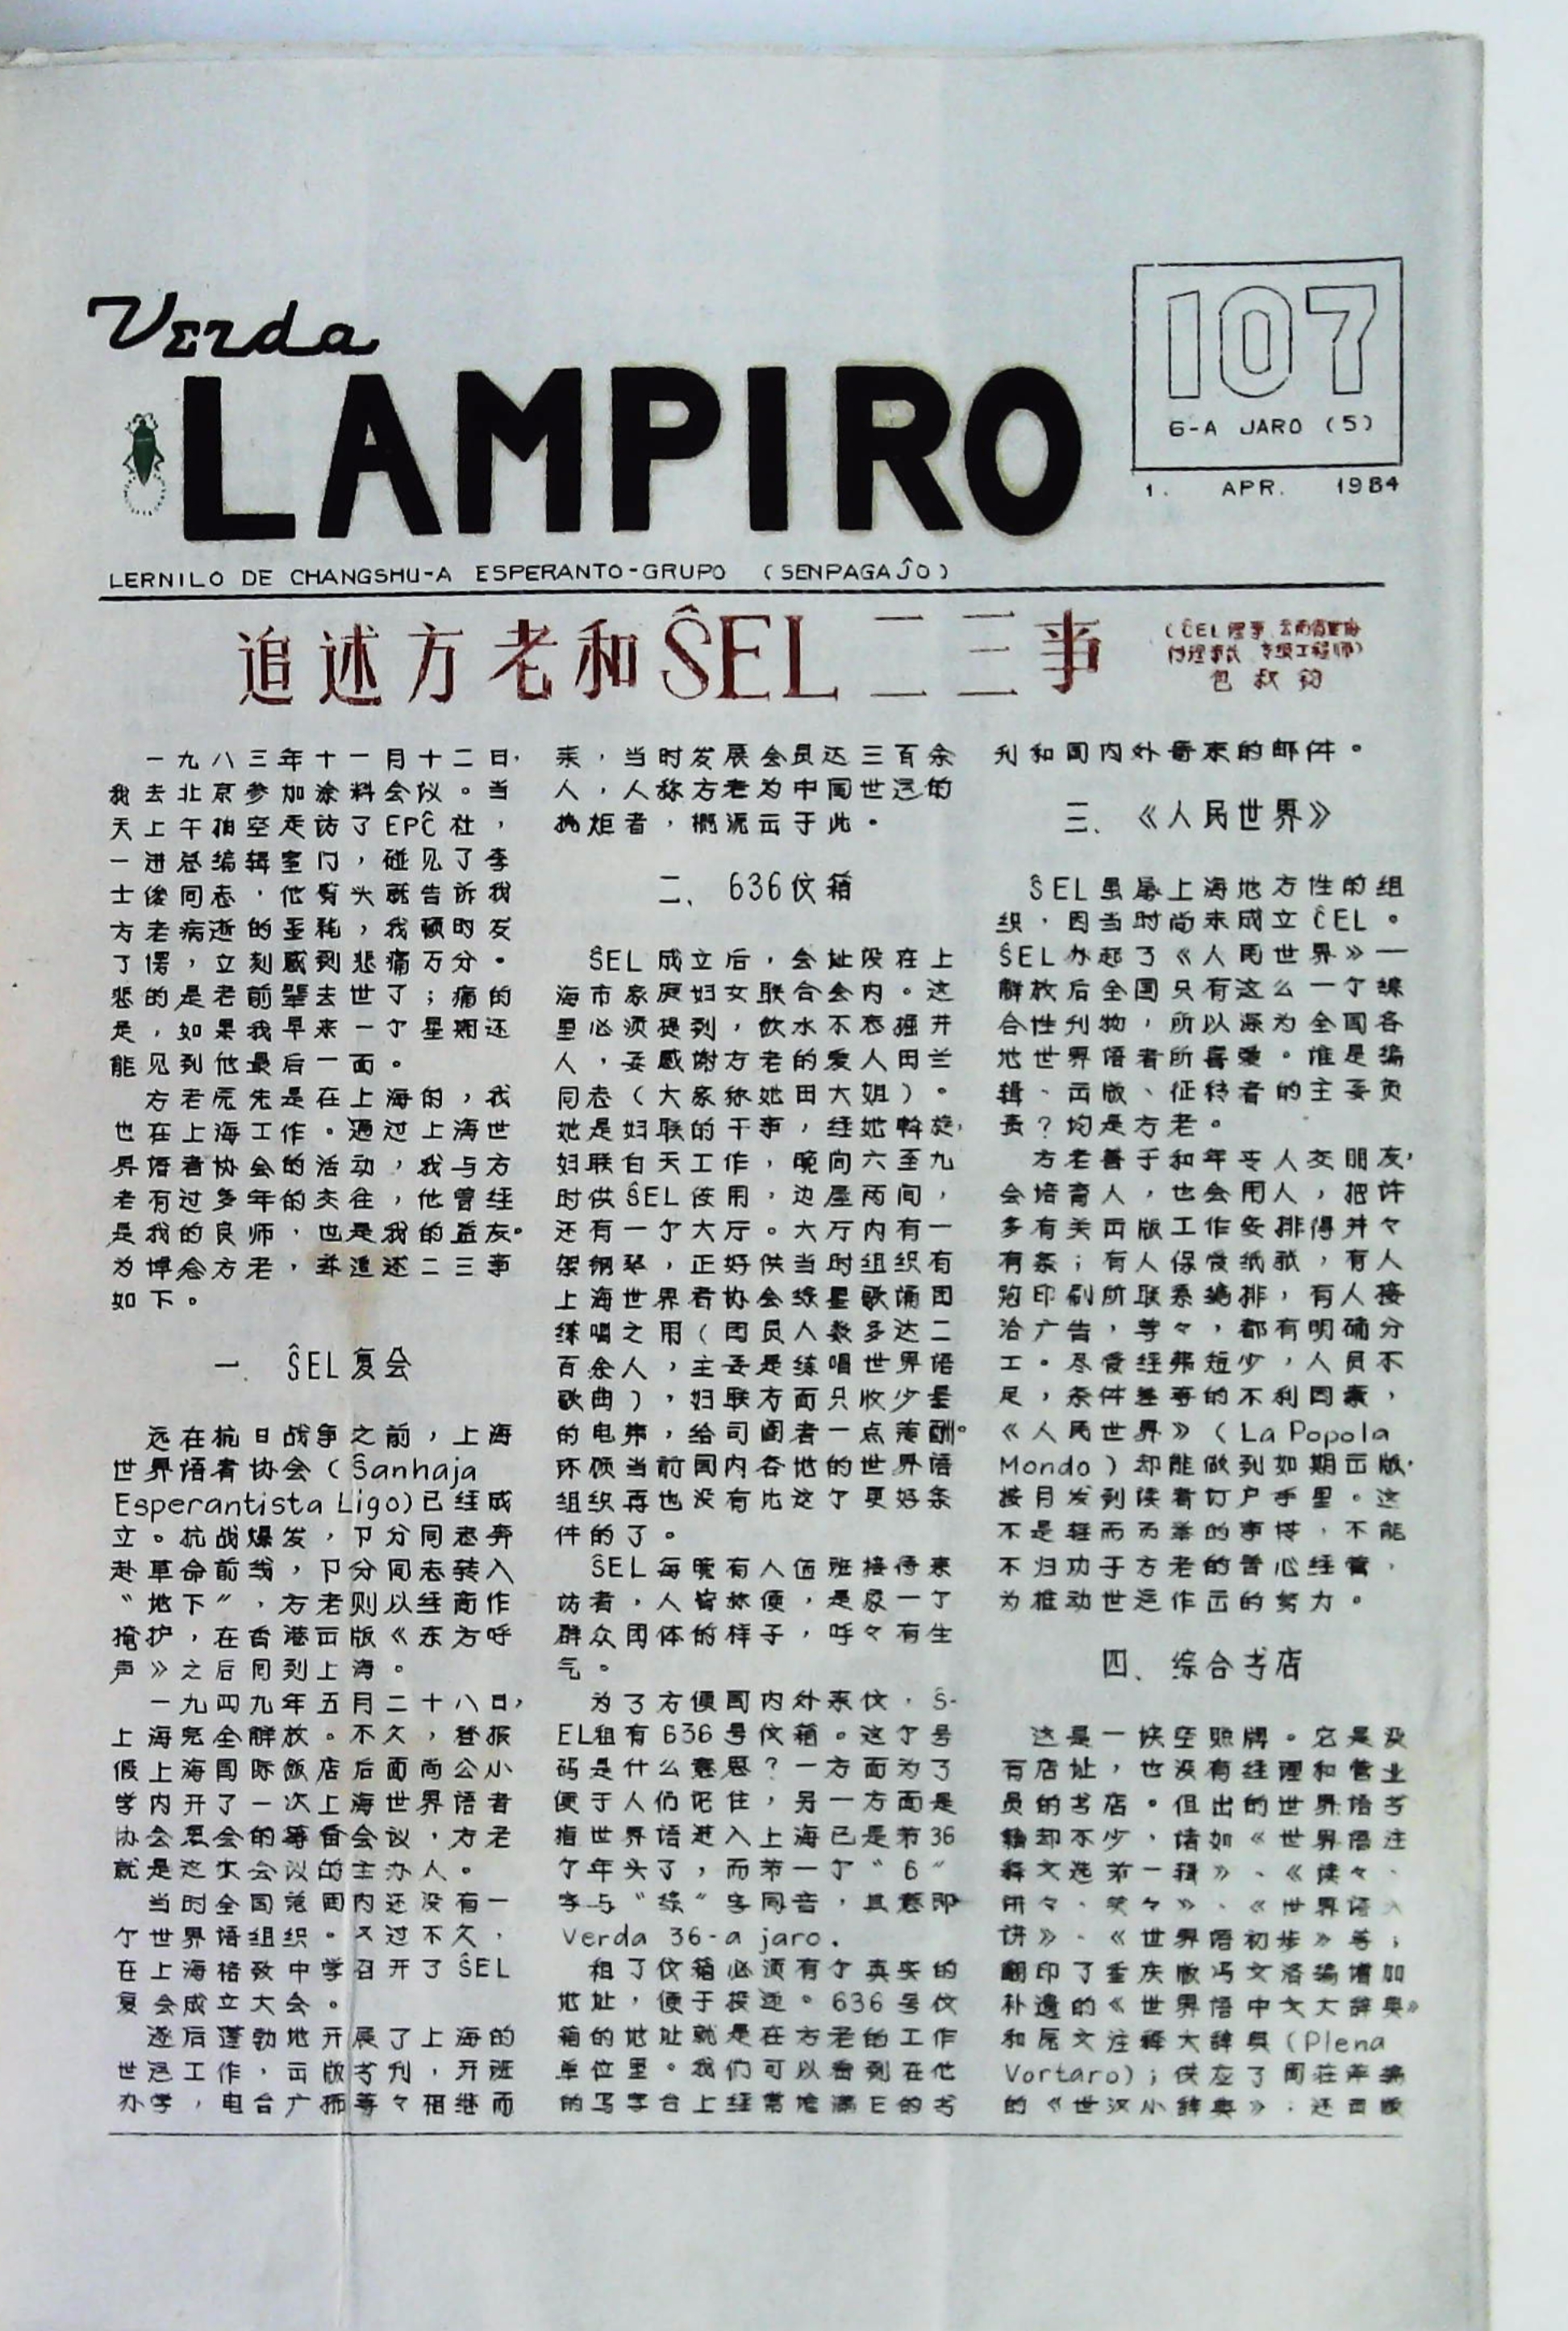 Verda
LAMPIRO
107
6-A JARO (5)
1. APR. 1984
LERNILO DE CHANGSHU-A ESPERANTO-GRUPO (SENPAGAĴO)
追述方老和ŜEL二三事
(ĈEL理事、云南省
付理事长、专级工程师)
包叔
一九八三年十一月十二日,
我去北京参加涂料会议。当
天上午抽空走访了EPĈ社,
一进总编辑室门,碰见了李
士俊同志,他劈头就告诉我
方老病逝的噩耗,我顿时发
了愣,立刻感到悲痛万分。
悲的是老前辈去世了;痛的
是,如果我早来一个星期还
能见到他最后一面。
方老原先是在上海的,我
也在上海工作。通过上海世
界语者协会的活动,我与方
老有过多年的交往,他曾经
是我的良师,也是我的益友。
为悼念方老,并追述二三事
如下。
一、ŜEL复会
远在抗日战争之前,上海
世界语者协会(Ŝanhaja
Esperantista Ligo)已经成
立。抗战爆发,卩分同志奔
赴革命前线,卩分同志转入
“地下”,方老则以经商作
掩护,在香港出版《东方呼
声》之后回到上海。
一九四九年五月二十八日,
上海完全解放。不久,登报
假上海国际饭店后面尚公小
学内开了一次上海世界语者
协会复会的筹备会议,方老
就是这次会议的主办人。
当时全国范围内还没有一
个世界语组织。又过不久,
在上海格致中学召开了ŜEL
复会成立大会。
遂后蓬勃地开展了上海的
世运工作,出版书刊,开班
办学,电台广播等々相继而
来,当时发展会员达三百余
人,人称方老为中国世运的
擒炬者,概源出于此。
二、636信箱
ŜEL成立后,会址设在上
海市家庭妇女联合会内。这
里必须提到,饮水不忘掘井
人,要感谢方老的爱人田兰
同志(大家称她田大姐)。
她是妇联的干事,经她斡旋,
妇联白天工作,晚间六至九
时供ŜEL使用,边屋两间,
还有一个大厅。大厅内有一
架钢琴,正好供当时组织有
上海世界者协会绿星歌诵团
练唱之用(团员人数多达二
百余人,主要是练唱世界语
歌曲),妇联方面只收少量
的电费,给司阍者一点薄酬。
环顾当前国内各地的世界语
组织再也没有比这个更好条
件的了。
ŜEL每晚有人值班接待来
访者,人皆称便,是象一个
群众团体的样子,呼々有生
气。
为了方便国内外来信,Ŝ-
EL租有636号信箱。这个号
码是什么意思?一方面为了
便于人们记住,另一方面是
指世界语进入上海已是第36
个年头了,而第一个“6”
字与“绿”字同音,其意即
Verda 36-a jaro.
租了信箱必须有个真实的
地址,便于投递。636号信
箱的地址就是在方老的工作
单位里。我们可以看到在他
的写字台上经常堆满E的书
刊和国内外寄来的邮件。
三、《人民世界》
ŜEL虽属上海地方性的组
织,因当时尚未成立ĈEL。
ŜEL办起了《人民世界》—
解放后全国只有这么一个综
合性刊物,所以深为全国各
地世界语者所喜爱。谁是编
辑、出版、征稿者的主要负
责?均是方老。
方老善于和年青人交朋友,
会培育人,也会用人,把许
多有关出版工作安排得井々
有条;有人保管纸张,有人
跑印刷所联系编排,有人接
洽广告,等々,都有明确分
工。尽管经费短少,人员不
足,条件差等的不利因素,
《人民世界》(La Popola
Mondo)却能做到如期出版,
按月发到读者订户手里。这
不是轻而而举的事情,不能
不归功于方老的苦心经营,
为推动世运作出的努力。
四、综合书店
这是一块空照牌。它是没
有店址,也没有经理和营业
员的书店。但出的世界语书
籍却不少,诸如《世界语注
释文选第一辑》、《读々、
讲々、笑々》、《世界语入
讲》、《世界语初步》等;
翻印了重庆版冯文洛编增加
补遗的《世界语中文大辞典》
和原文注释大辞典(Plena
Vortaro);供应了周庄萍编
的《世汉小辞典》;还出版